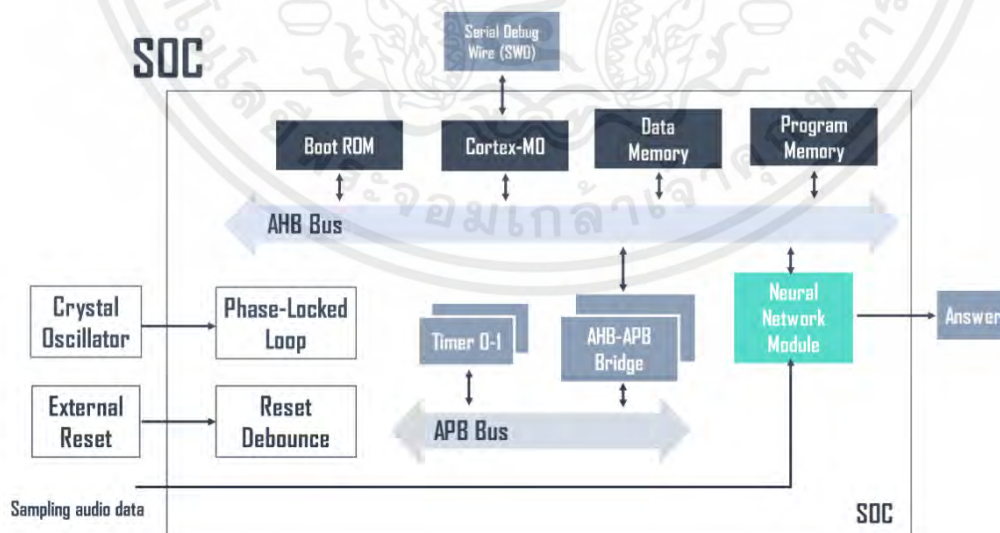 SOC
Serial Debug
Wire (SWD)
Boot ROM
Cortex-M0
Data
Memory
Program
Memory
AHB Bus
Crystal
Oscillator
Phase-Locked
Loop
Timer 0-1
AHB-APB
Bridge
Neural
Network
Module
Answer
External
Reset
Reset
Debounce
APB Bus
Sampling audio data
SOC